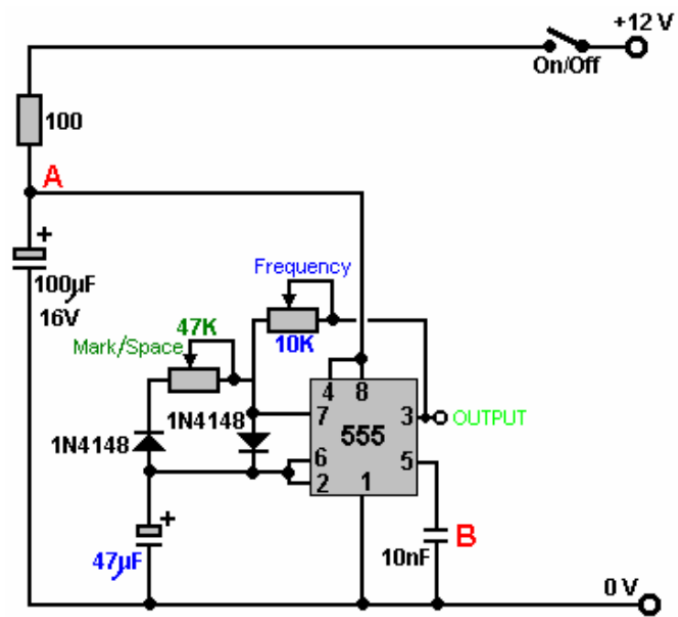 +12 V
On/Off
100
A
+
100µF
16V
Frequency
47K
10K
Mark/Space
4 8
1N4148
7
3
OUTPUT
1N4148
555
6
5
2
1
+
47µF
10nF
B
0 V